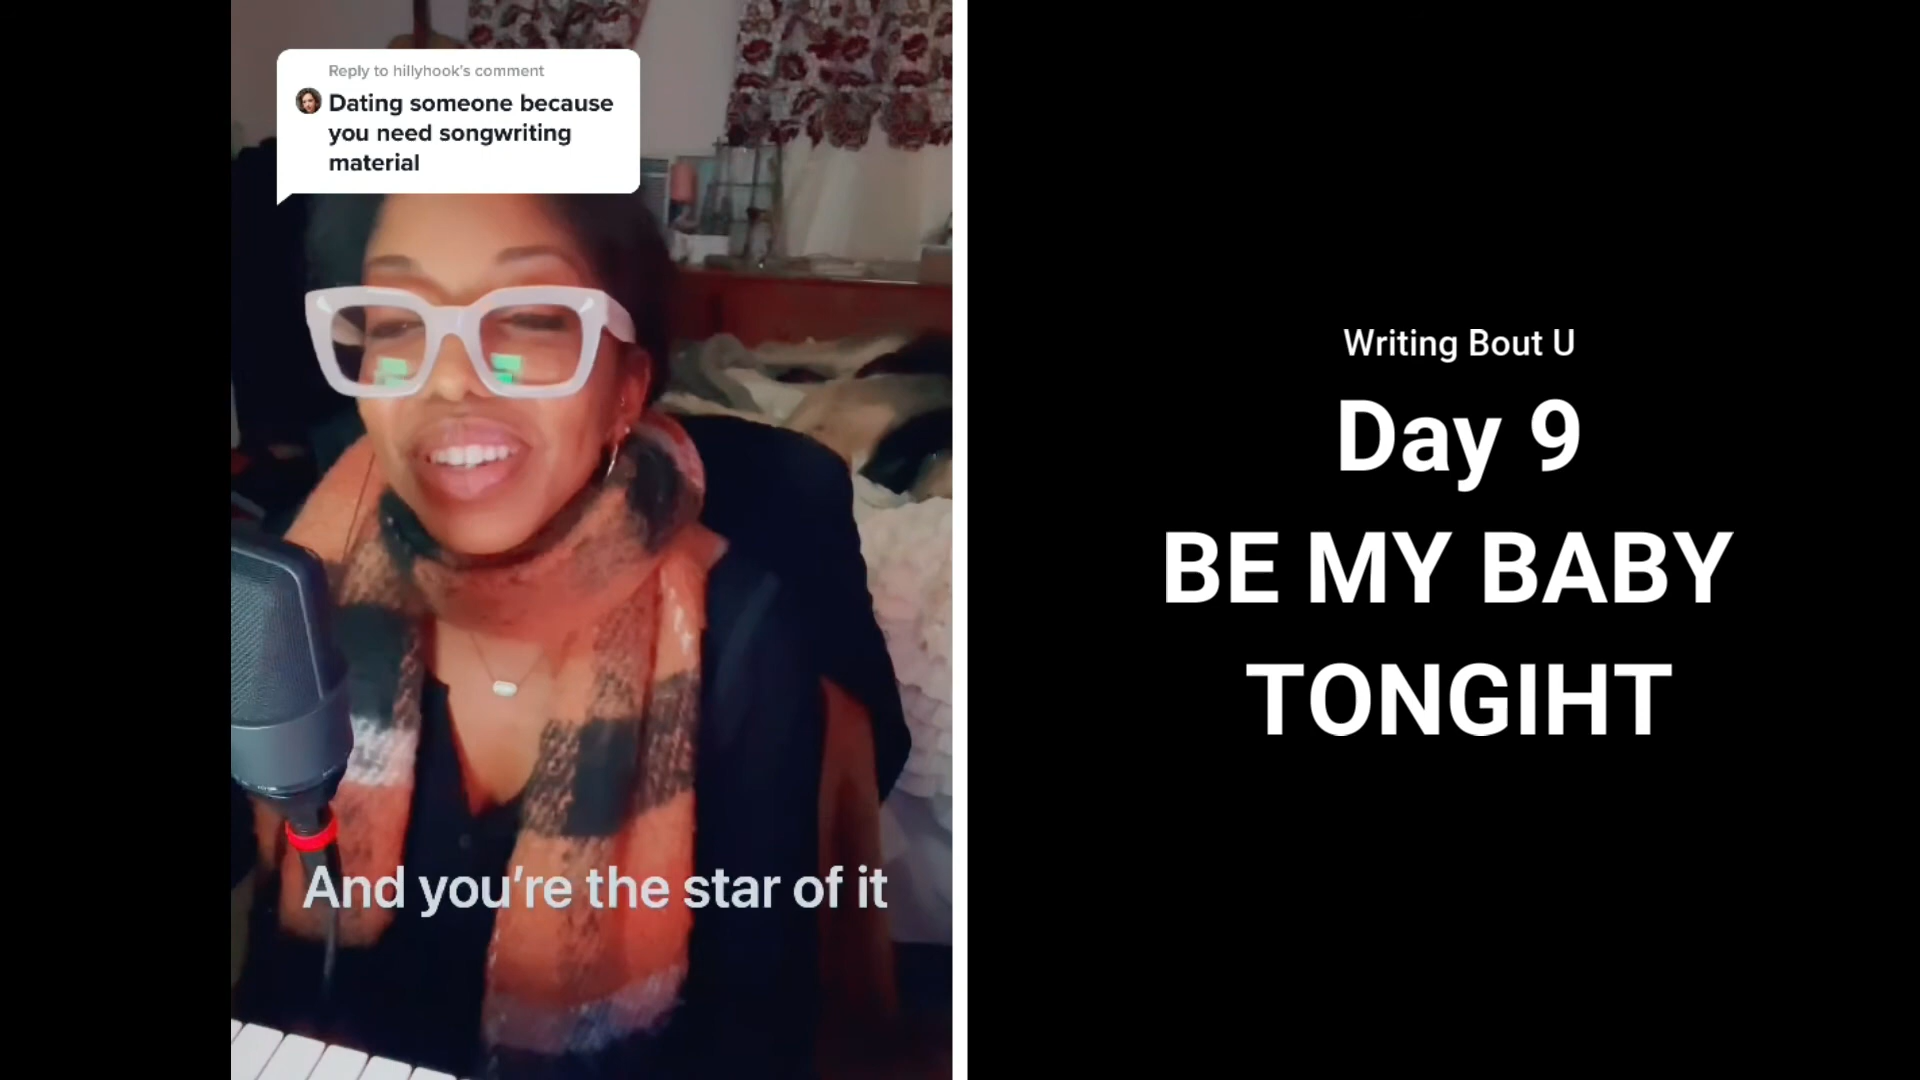 Reply to hillyhook's comment
Dating someone because
you need songwriting
material
And you're the star of it
Writing Bout U
Day 9
BE MY BABY
TONGIHT